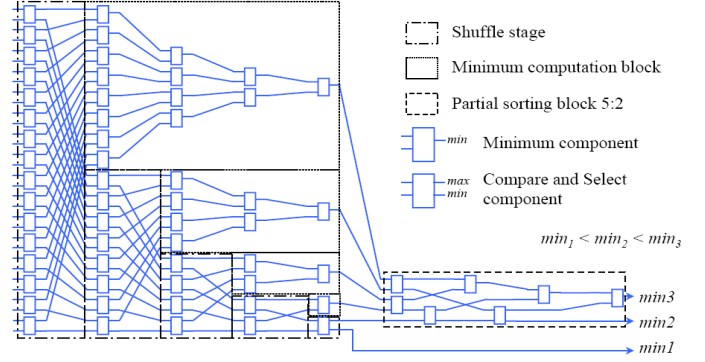 Shuffle stage
Minimum computation block
Partial sorting block 5:2
min
Minimum component
max
min
Compare and Select
component
min1 < min2 < min3
min3
min2
min1